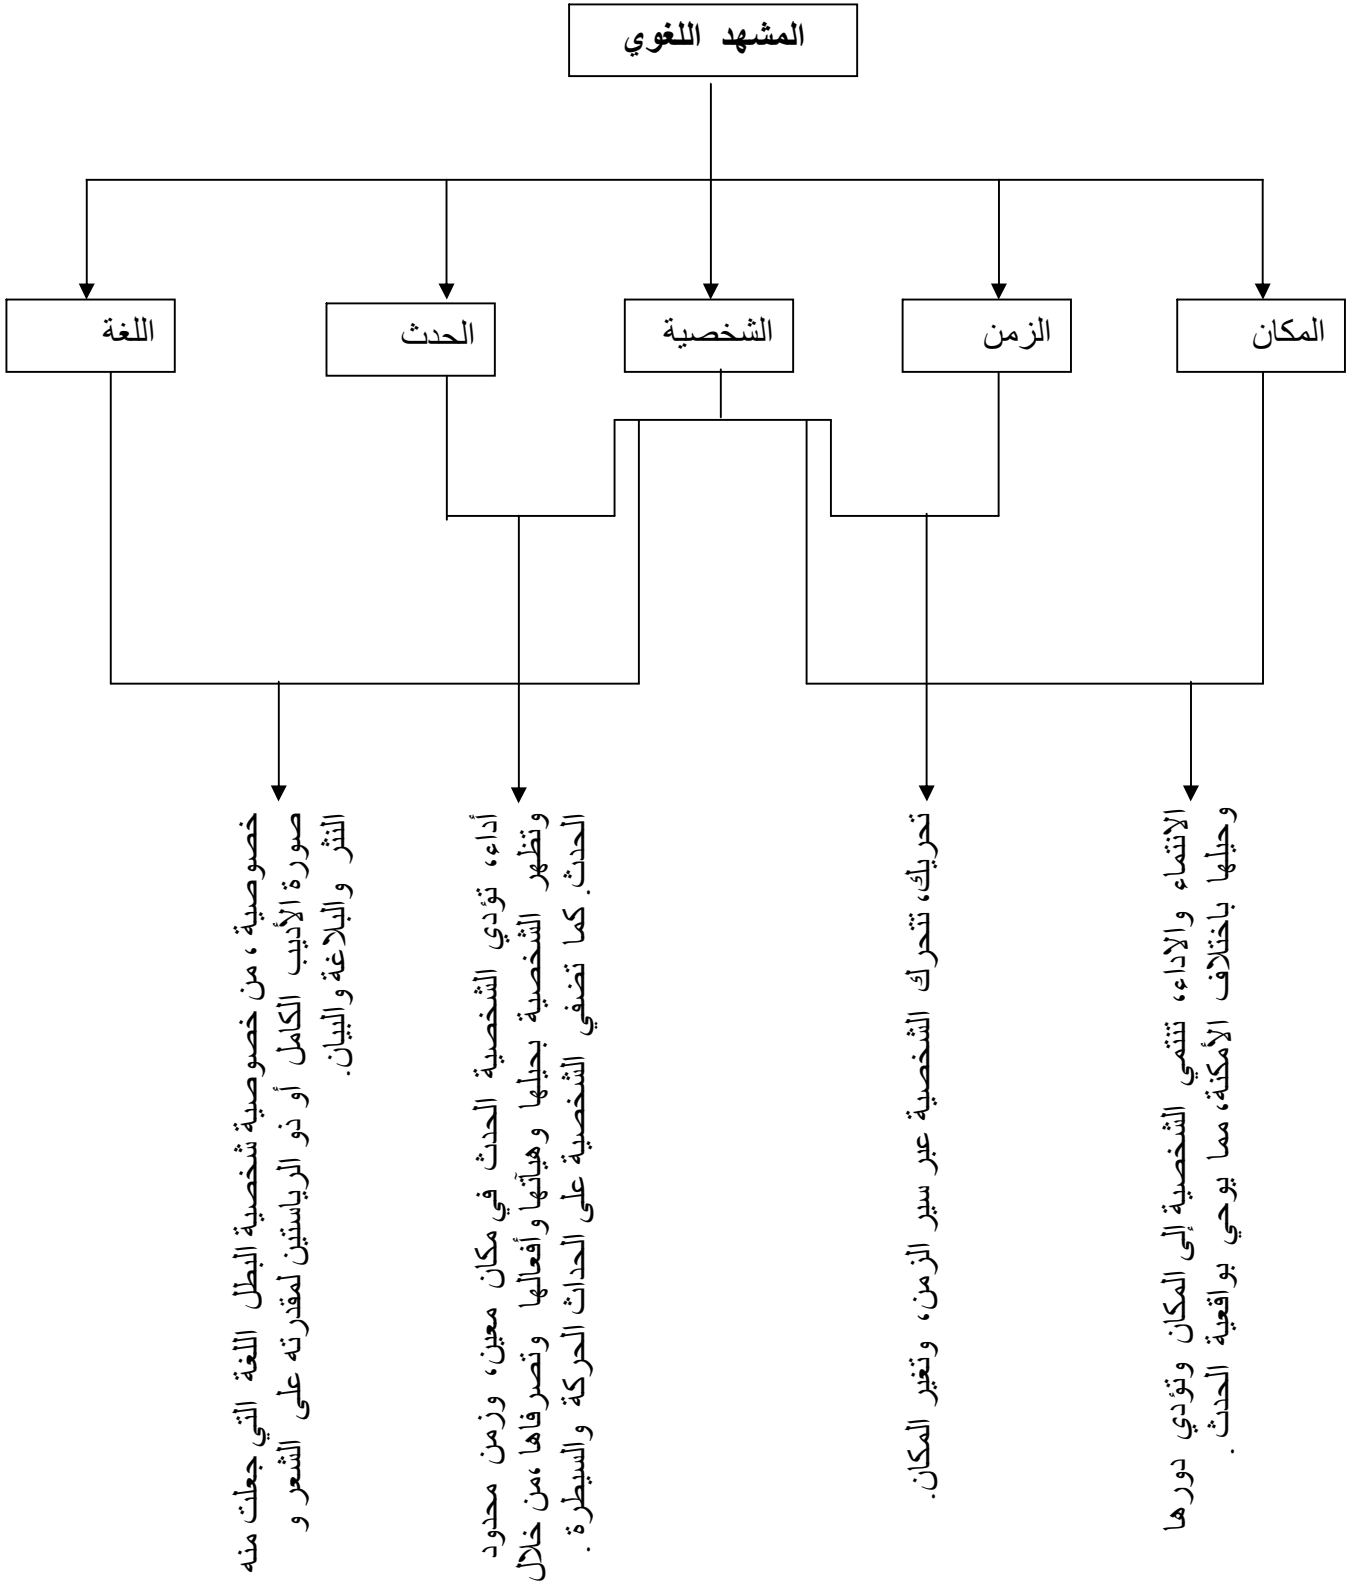 المشهد اللغوي
المكان
الزمن
الشخصية
الحدث
اللغة
الانتماء والاداء، تنتمي الشخصية إلى المكان وتؤدي دورها
وحيلها باختلاف الأمكنة، مما يوحي بواقعية الحدث .
تحريك، تتحرك الشخصية عبر سير الزمن، وتغير المكان.
أداء، تؤدي الشخصية الحدث في مكان معين، وزمن محدود
وتظهر الشخصية بحيلها وهيآتها وأفعالها وتصرفاها ،من خلال
الحدث. كما تضفي الشخصية على الحداث الحركة والسيطرة .
خصوصية ، من خصوصية شخصية البطل اللغة التي جعلت منه
صورة الأديب الكامل أو ذو الرياستين لمقدرته على الشعر و
النثر والبلاغة والبيان.